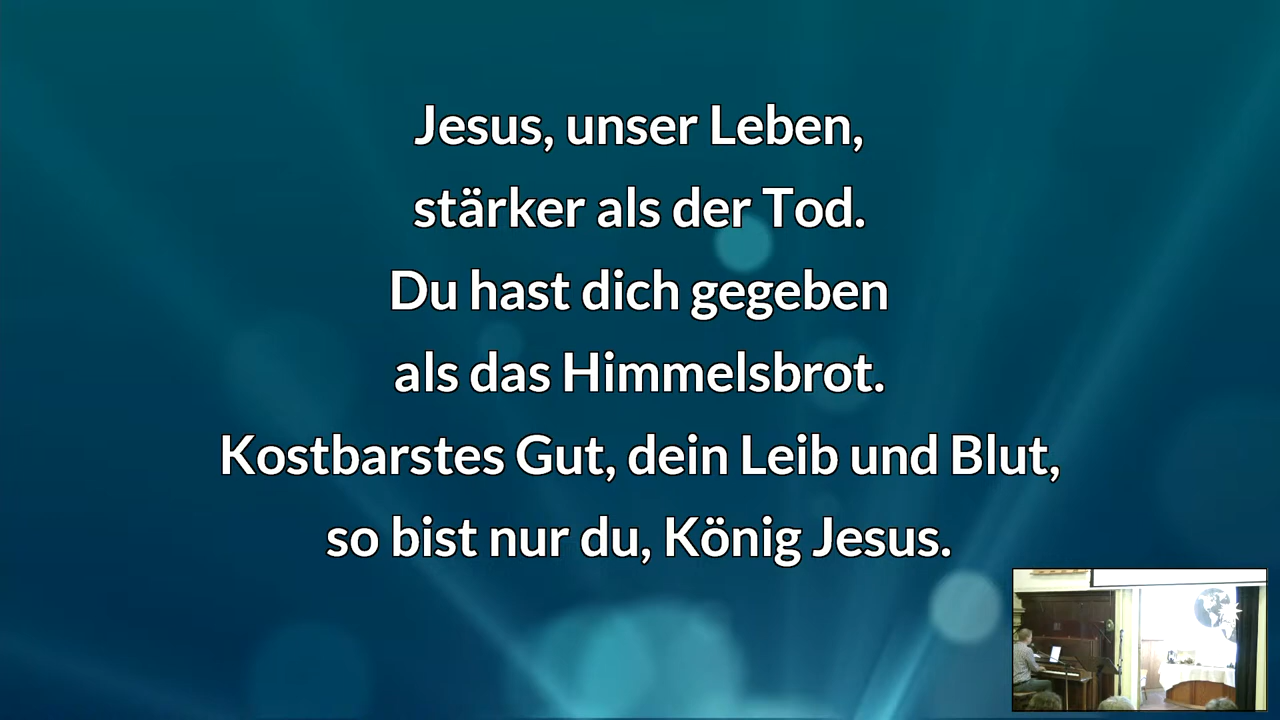 Jesus, unser Leben,
stärker als der Tod.
Du hast dich gegeben
als das Himmelsbrot.
Kostbarstes Gut, dein Leib und Blut,
so bist nur du, König Jesus.